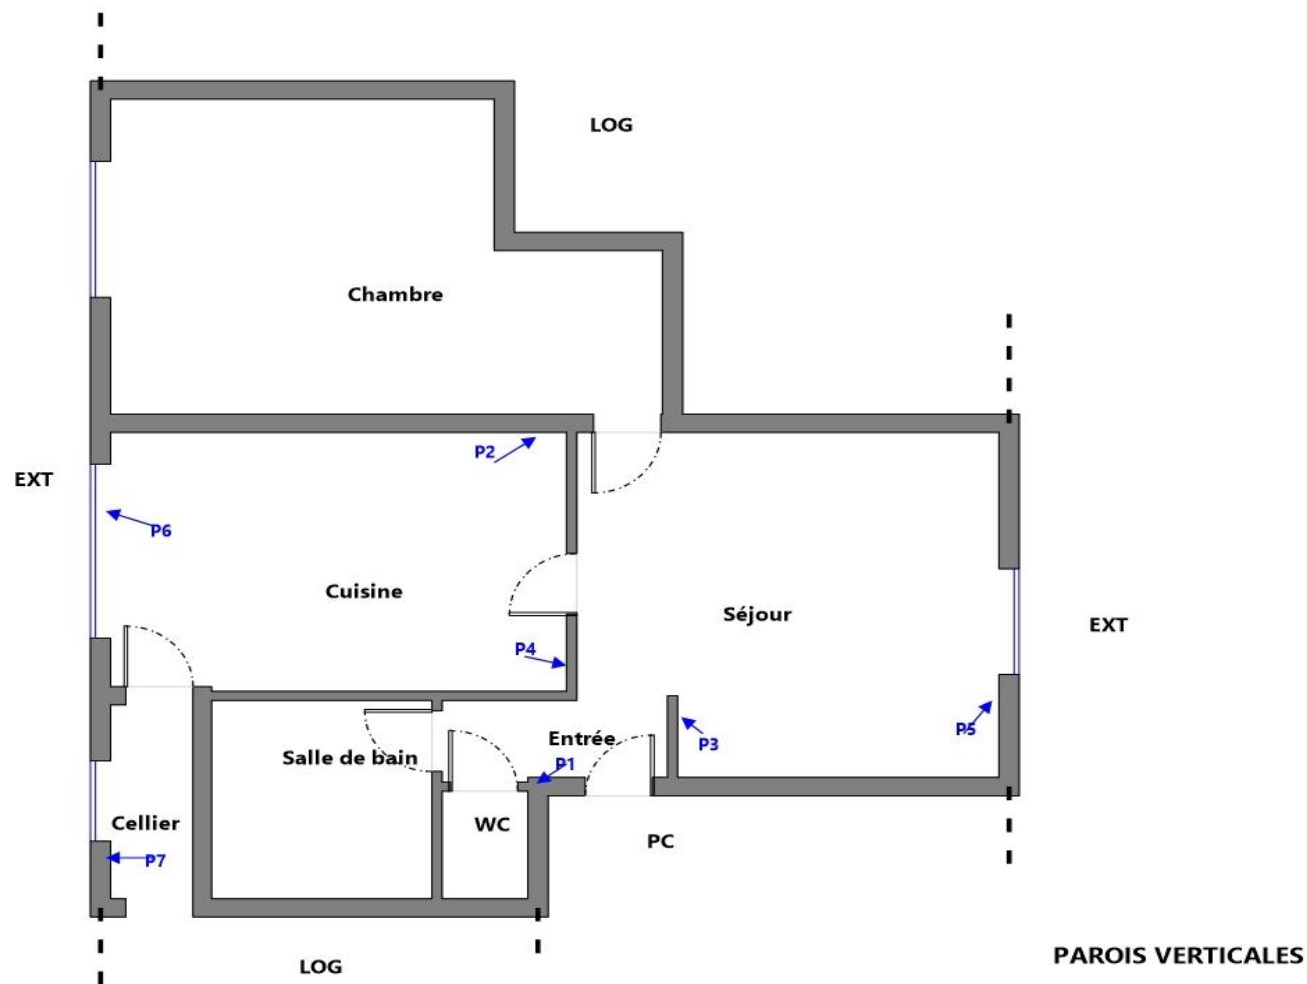 LOG
Chambre
P2
EXT
P6
Cuisine
Séjour
EXT
P4
Entrée
P5
P3
Salle de bain
P1
Cellier
WC
PC
P7
PAROIS VERTICALES
LOG